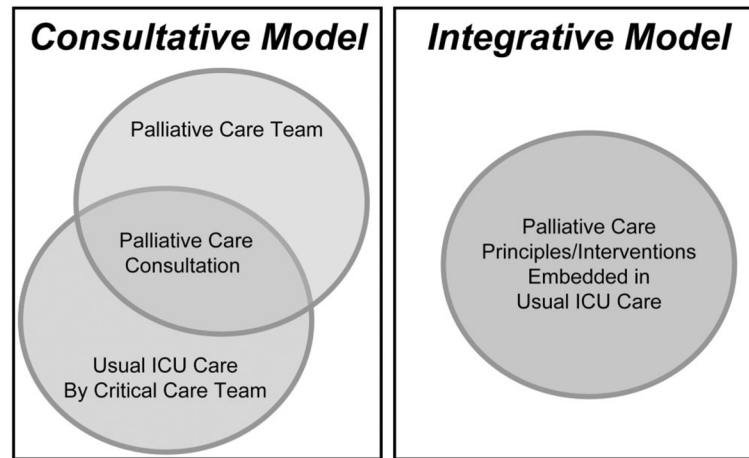 Consultative Model
Palliative Care Team
Palliative Care
Consultation
Usual ICU Care
By Critical Care Team
Integrative Model
Palliative Care
Principles/Interventions
Embedded in
Usual ICU Care